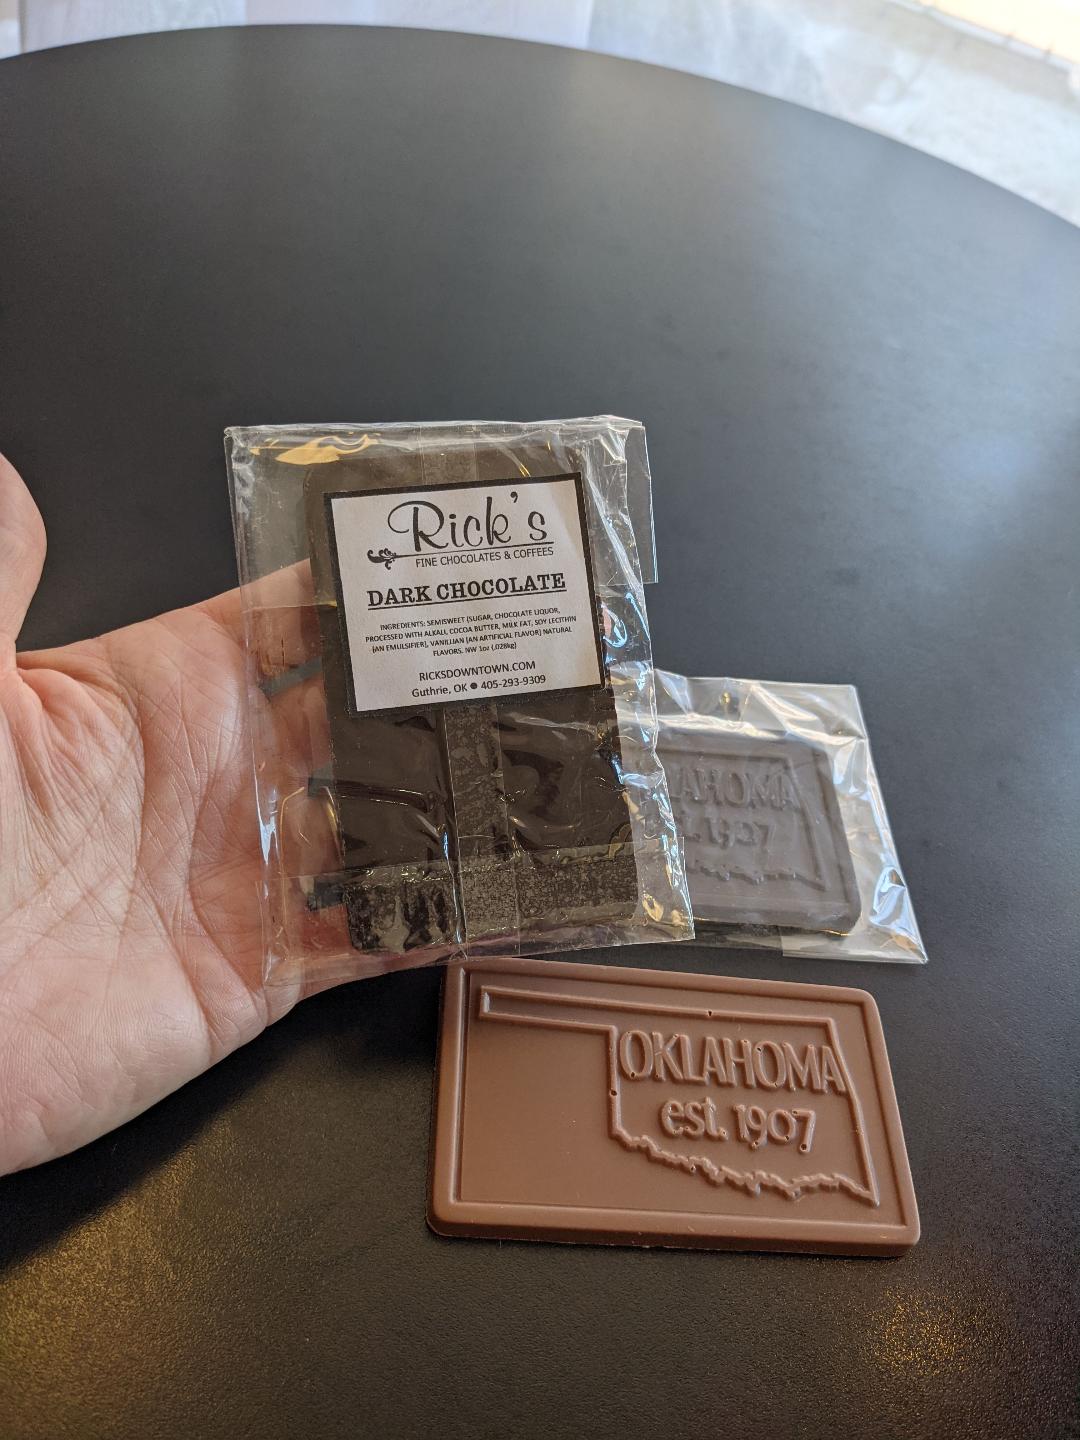 Rick's
FINE CHOCOLATES & COFFEES
DARK CHOCOLATE
INGREDIENTS: SEMISWEET (SUGAR, CHOCOLATE LIQUOR,
PROCESSED WITH ALKALI, COCOA BUTTER, MILK FAT, SOY LECITHIN
(AN EMULSIFIER), VANILLIAN (AN ARTIFICIAL FLAVOR) NATURAL
FLAVORS. NW 1oz (.028kg)
RICKSDOWNTOWN.COM
Guthrie, OK ● 405-293-9309
LAHOMA
t. 1907
OKLAHOMA
est. 1907